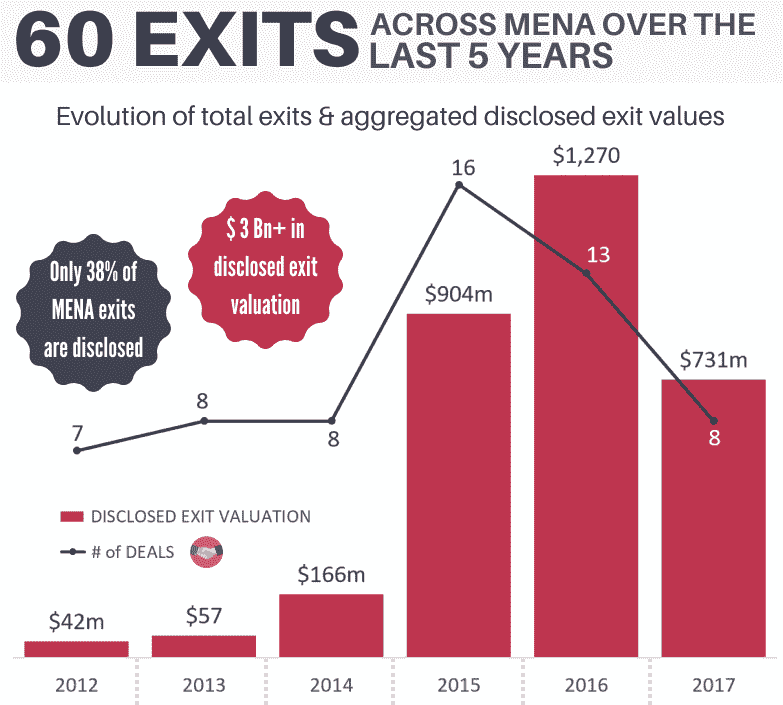 60 EXITS ACROSS MENA OVER THE
LAST 5 YEARS
Evolution of total exits & aggregated disclosed exit values
$1,270
16
$ 3 Bn+ in
disclosed exit
valuation
Only 38% of
MENA exits
are disclosed
13
$904m
$731m
8
7
8
8
DISCLOSED EXIT VALUATION
# of DEALS
$166m
$42m
$57
2012 2013 2014 2015 2016 2017